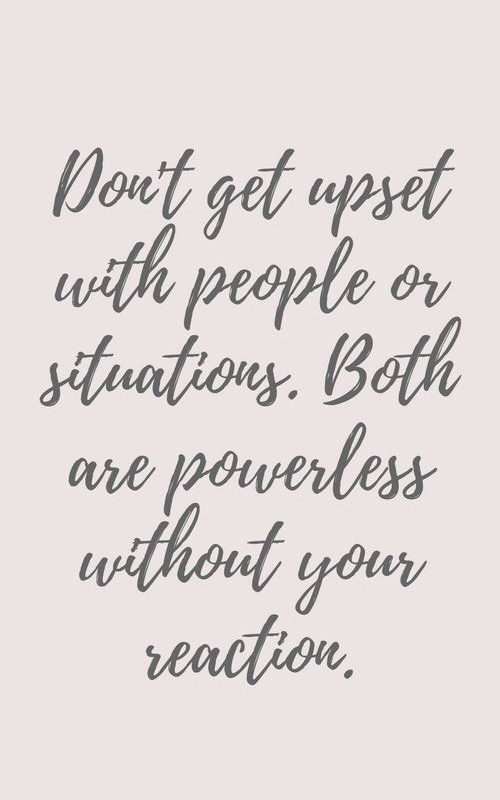 Don't get upset
with people or
situations. Both
are powerless
without your
reaction.